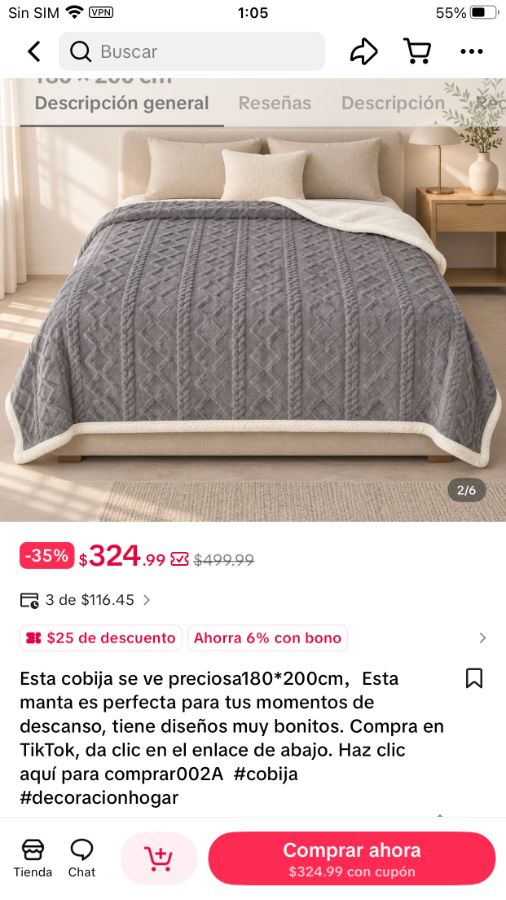 Sin SIM VPN 1:05 55%
Buscar
180 * 200 cm
Descripción general Reseñas Descripción
2/6
-35% $324.99 $499.99
3 de $116.45
$25 de descuento Ahorra 6% con bono
Esta cobija se ve preciosa180*200cm，Esta
manta es perfecta para tus momentos de
descanso, tiene diseños muy bonitos. Compra en
TikTok, da clic en el enlace de abajo. Haz clic
aquí para comprar002A #cobija
#decoracionhogar
Tienda Chat
Comprar ahora
$324.99 con cupón